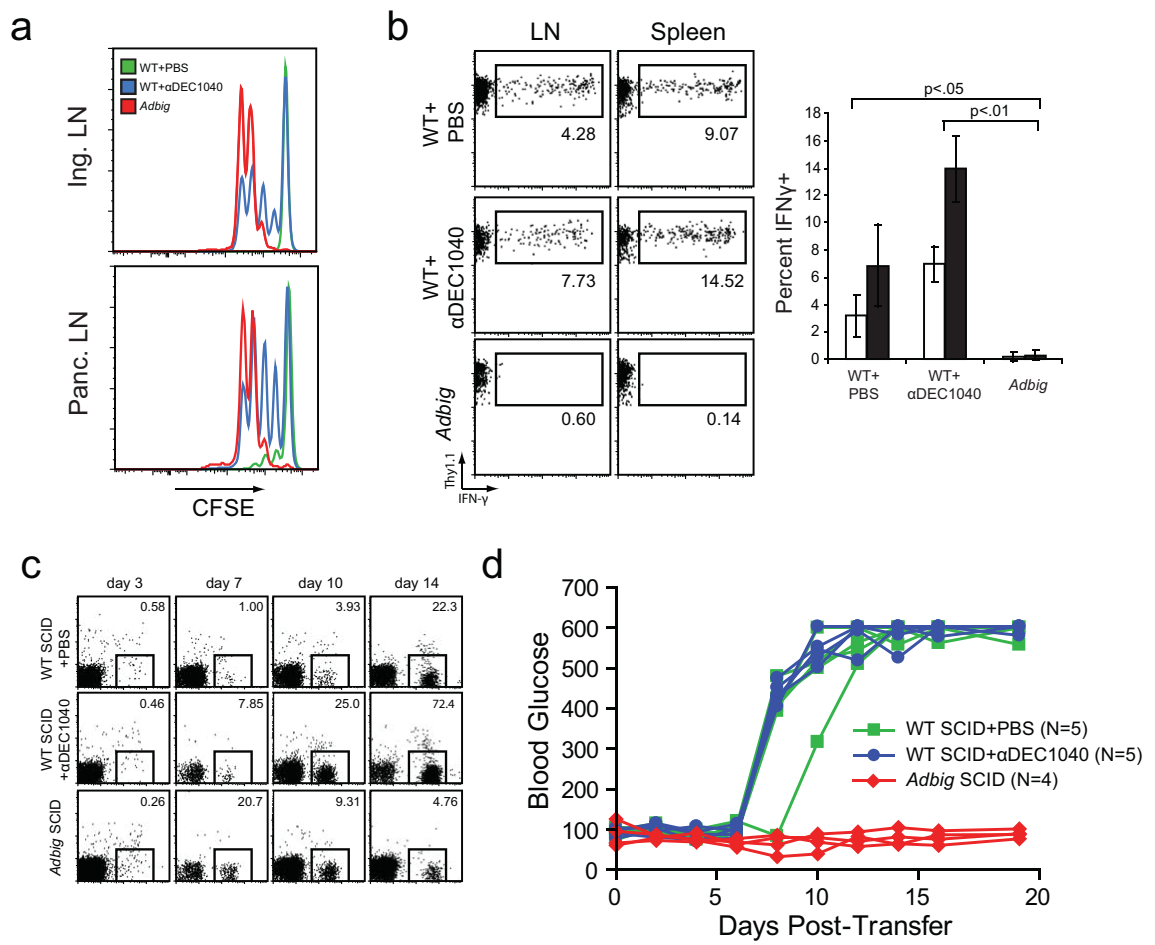 a
WT+PBS
WT+αDEC1040
Adbig
Ing. LN
Panc. LN
CFSE
b
LN
Spleen
WT+
PBS
4.28
9.07
WT+
αDEC1040
7.73
14.52
Adbig
0.60
0.14
Thy1.1
IFN-γ
p<.05
p<.01
Percent IFNγ+
18
16
14
12
10
8
6
4
2
0
WT+
PBS
WT+
αDEC1040
Adbig
c
day 3
day 7
day 10
day 14
WT SCID
+PBS
0.58
1.00
3.93
22.3
WT SCID
+αDEC1040
0.46
7.85
25.0
72.4
Adbig SCID
0.26
20.7
9.31
4.76
d
Blood Glucose
700
600
500
400
300
200
100
0
WT SCID+PBS (N=5)
WT SCID+αDEC1040 (N=5)
Adbig SCID (N=4)
0
5
10
15
20
Days Post-Transfer